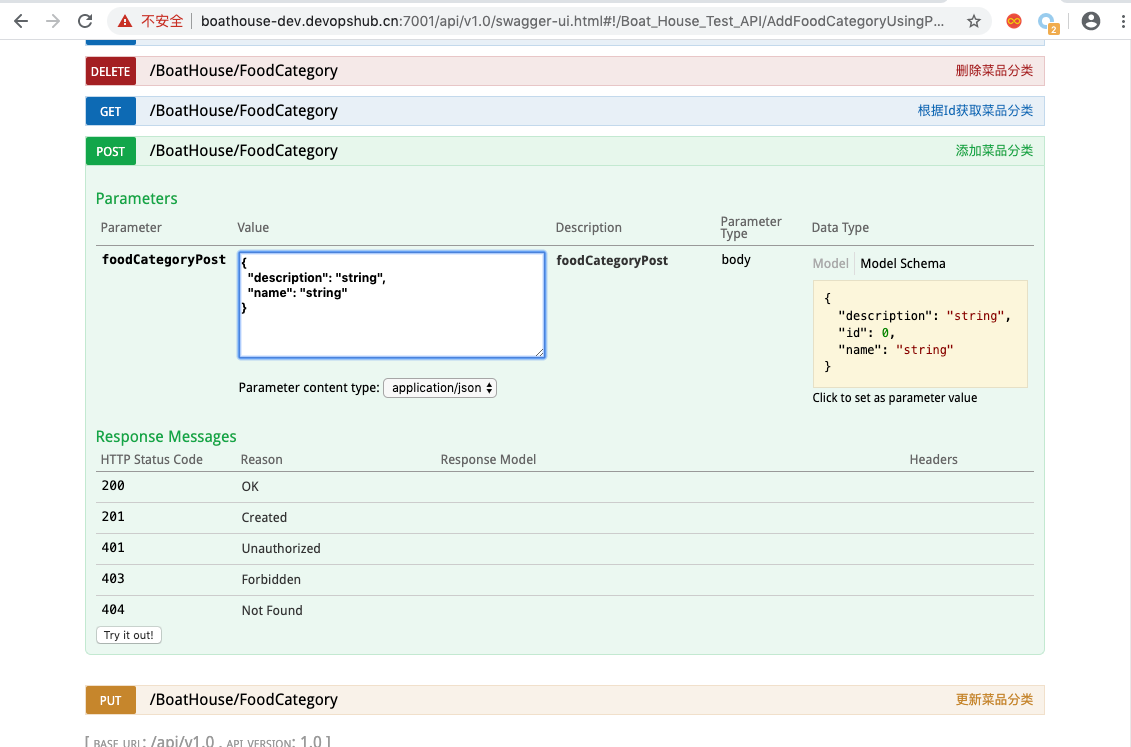 不安全 boathouse-dev.devopshub.cn:7001/api/v1.0/swagger-ui.html#!/Boat_House_Test_API/AddFoodCategoryUsingP...
2
DELETE /BoatHouse/FoodCategory 删除菜品分类
GET /BoatHouse/FoodCategory 根据Id获取菜品分类
POST /BoatHouse/FoodCategory 添加菜品分类
Parameters
Parameter Value Description Parameter Type Data Type
foodCategoryPost
{
"description": "string",
"name": "string"
}
foodCategoryPost
body
Model Model Schema
{
"description": "string",
"id": 0,
"name": "string"
}
Click to set as parameter value
Parameter content type: application/json
Response Messages
HTTP Status Code Reason Response Model Headers
200 OK
201 Created
401 Unauthorized
403 Forbidden
404 Not Found
Try it out!
PUT /BoatHouse/FoodCategory 更新菜品分类
[ BASE URL: /api/v1.0 , API VERSION: 1.0 ]